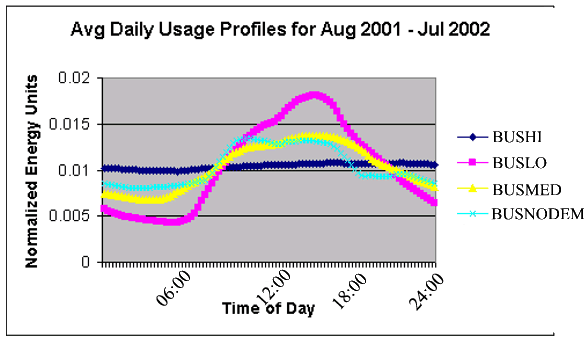 Avg Daily Usage Profiles for Aug 2001 - Jul 2002
Normalized Energy Units
0.02
0.015
0.01
0.005
0
06:00
12:00
18:00
24:00
Time of Day
BUSHI
BUSLO
BUSMED
BUSNODEM